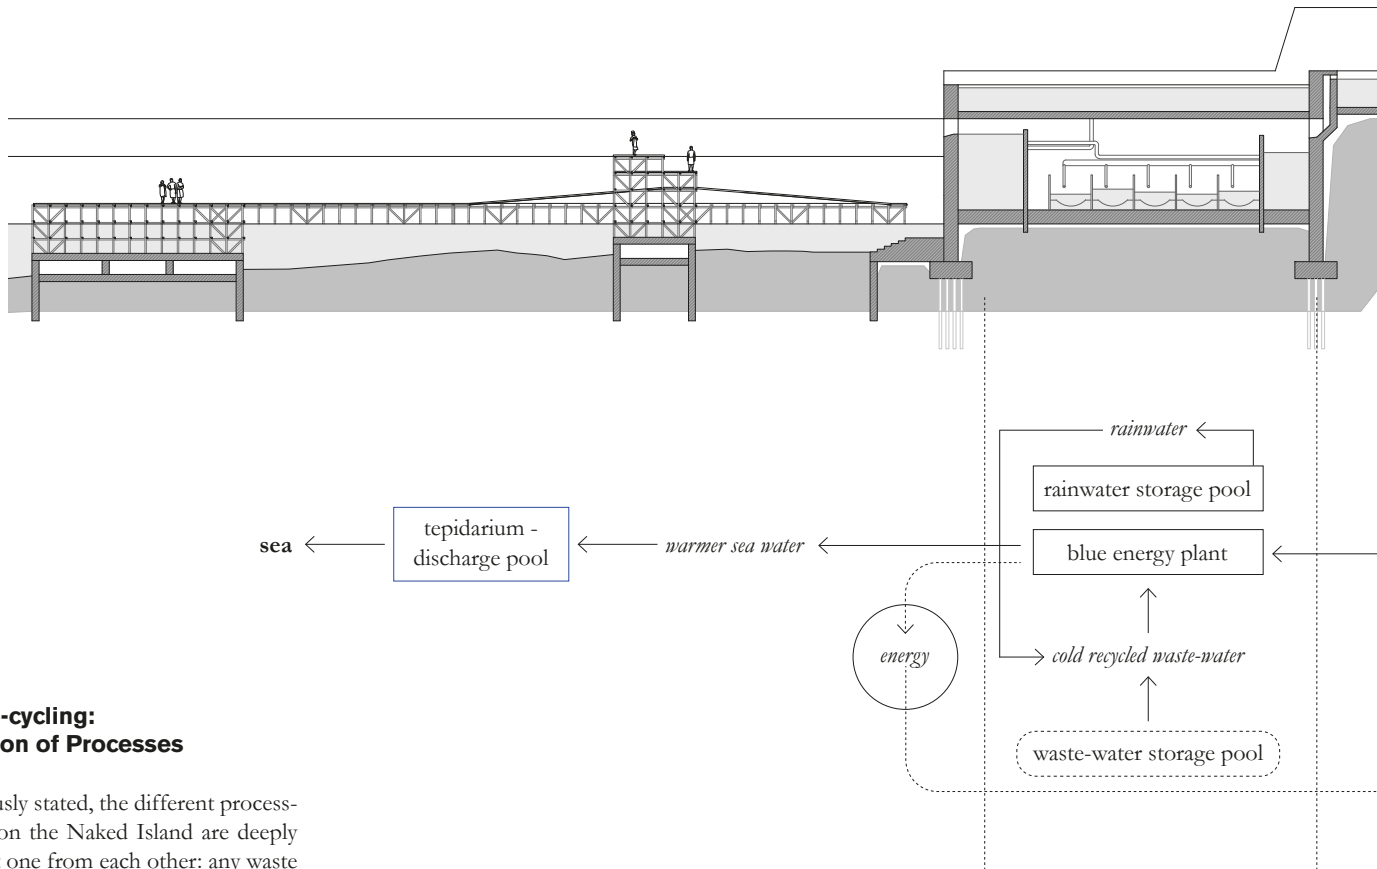 rainwater
rainwater storage pool
sea
tepidarium -
discharge pool
warmer sea water
blue energy plant
energy
cold recycled waste-water
waste-water storage pool
-cycling:
on of Processes
usly stated, the different process-
on the Naked Island are deeply
one from each other: any waste